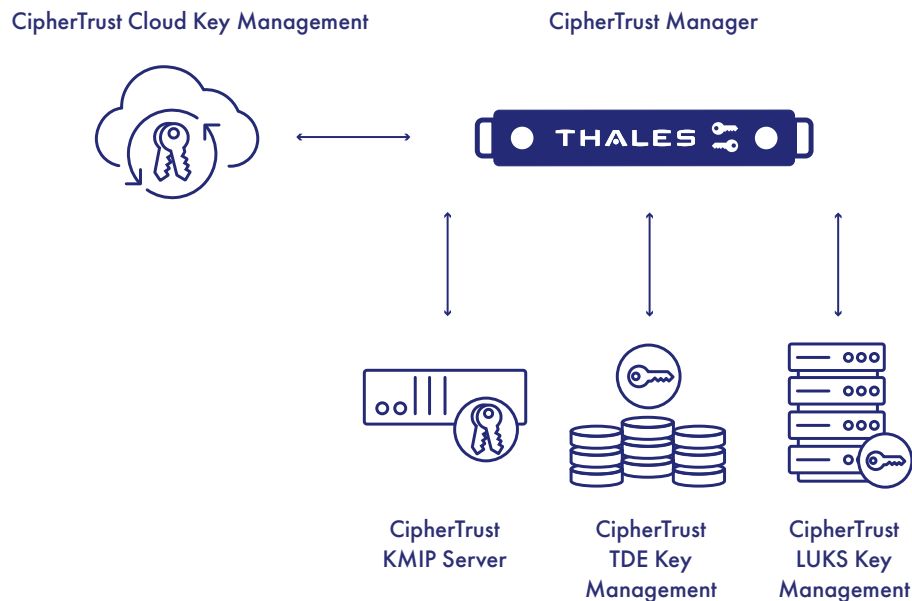 CipherTrust Cloud Key Management
CipherTrust Manager
THALES
CipherTrust
KMIP Server
CipherTrust
TDE Key
Management
CipherTrust
LUKS Key
Management